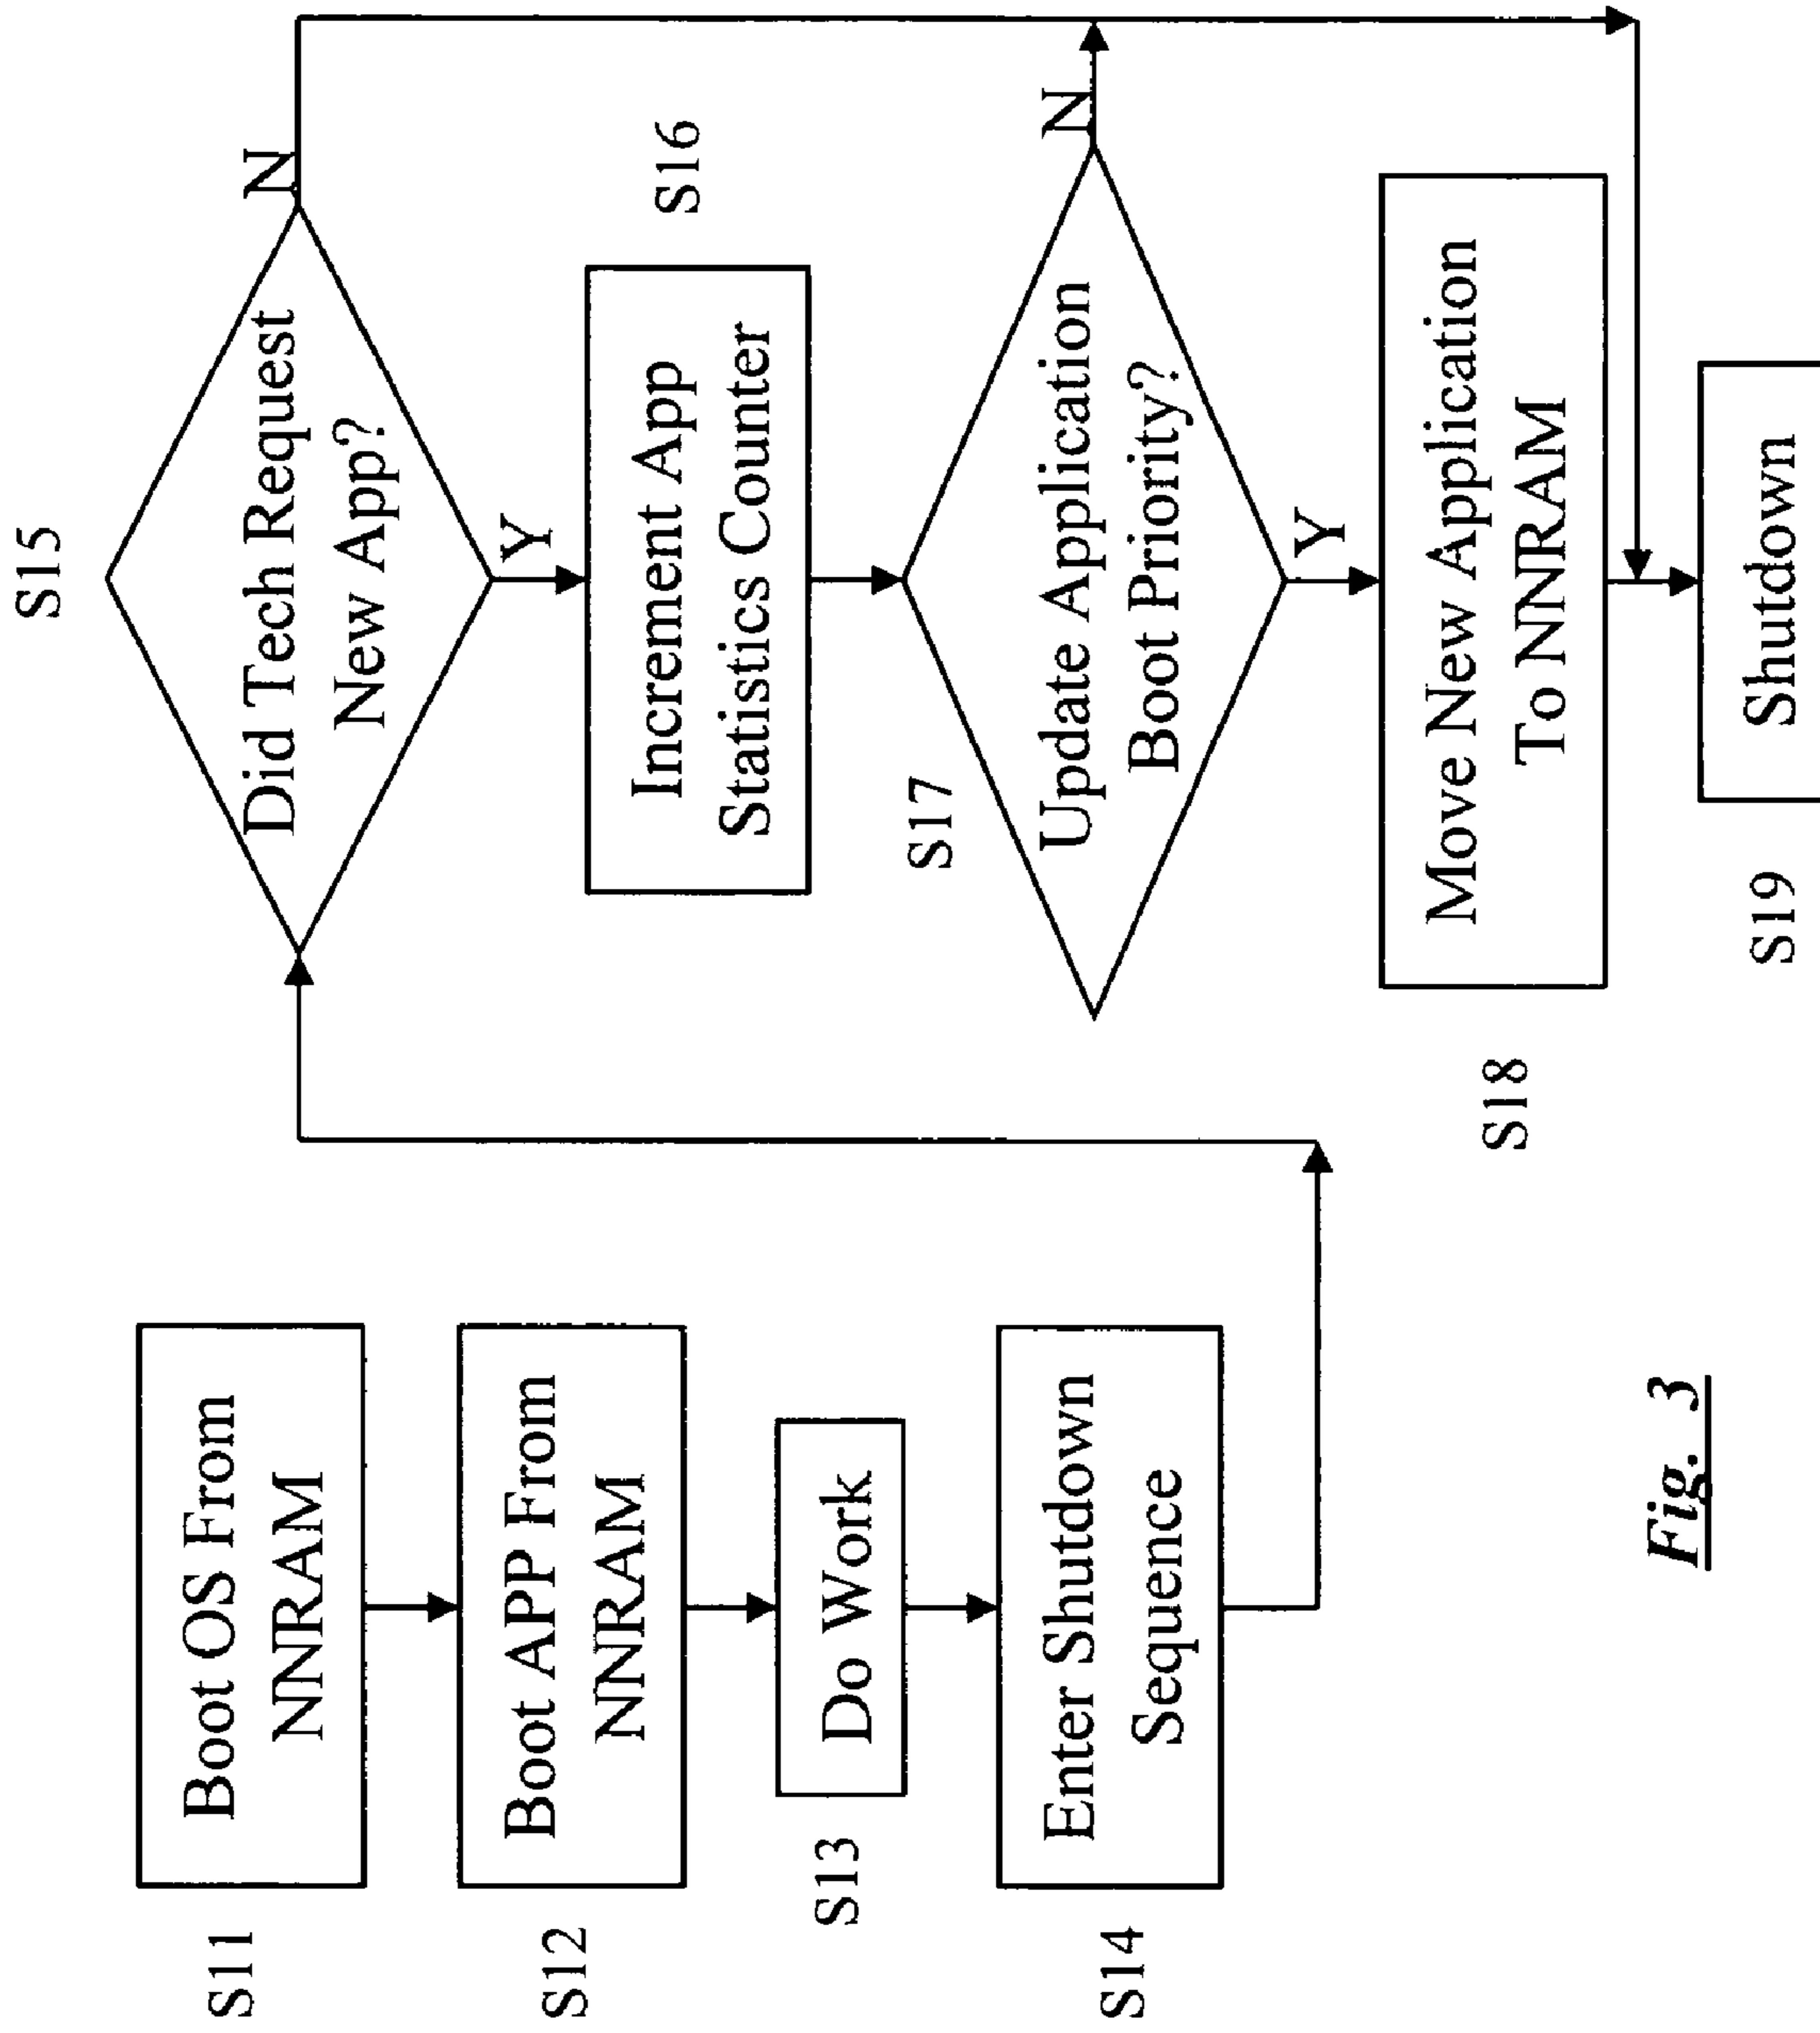 S11
Boot OS From
NNRAM
S12
Boot APP From
NNRAM
S13
Do Work
S14
Enter Shutdown
Sequence
S15
Did Tech Request
New App?
N
Y
S16
Increment App
Statistics Counter
S17
Update Application
Boot Priority?
N
Y
S18
Move New Application
To NNRAM
S19
Shutdown
Fig. 3